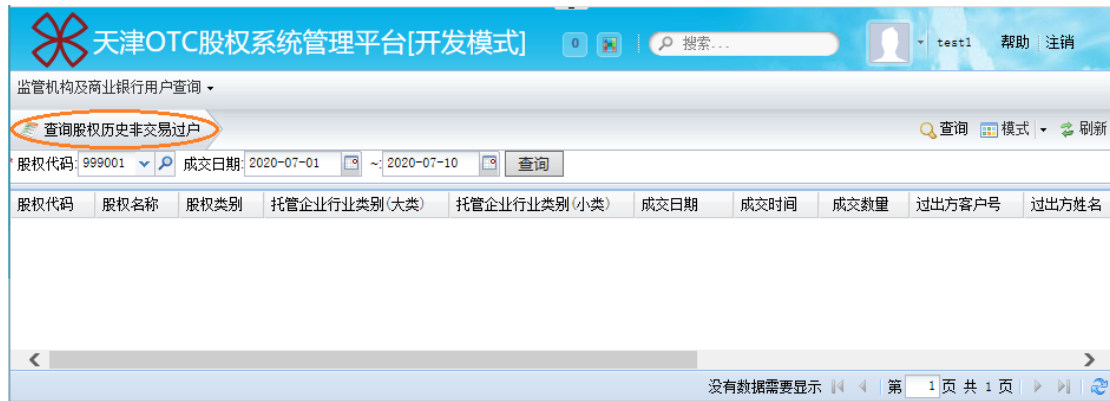 天津OTC股权系统管理平台[开发模式] 0 搜索... test1 帮助 注销
监管机构及商业银行用户查询
查询股权历史非交易过户 查询 模式 刷新
* 股权代码: 999001 成交日期: 2020-07-01 ~: 2020-07-10 查询
股权代码 股权名称 股权类别 托管企业行业类别(大类) 托管企业行业类别(小类) 成交日期 成交时间 成交数量 过出方客户号 过出方姓名
没有数据需要显示 第 1 页 共 1 页